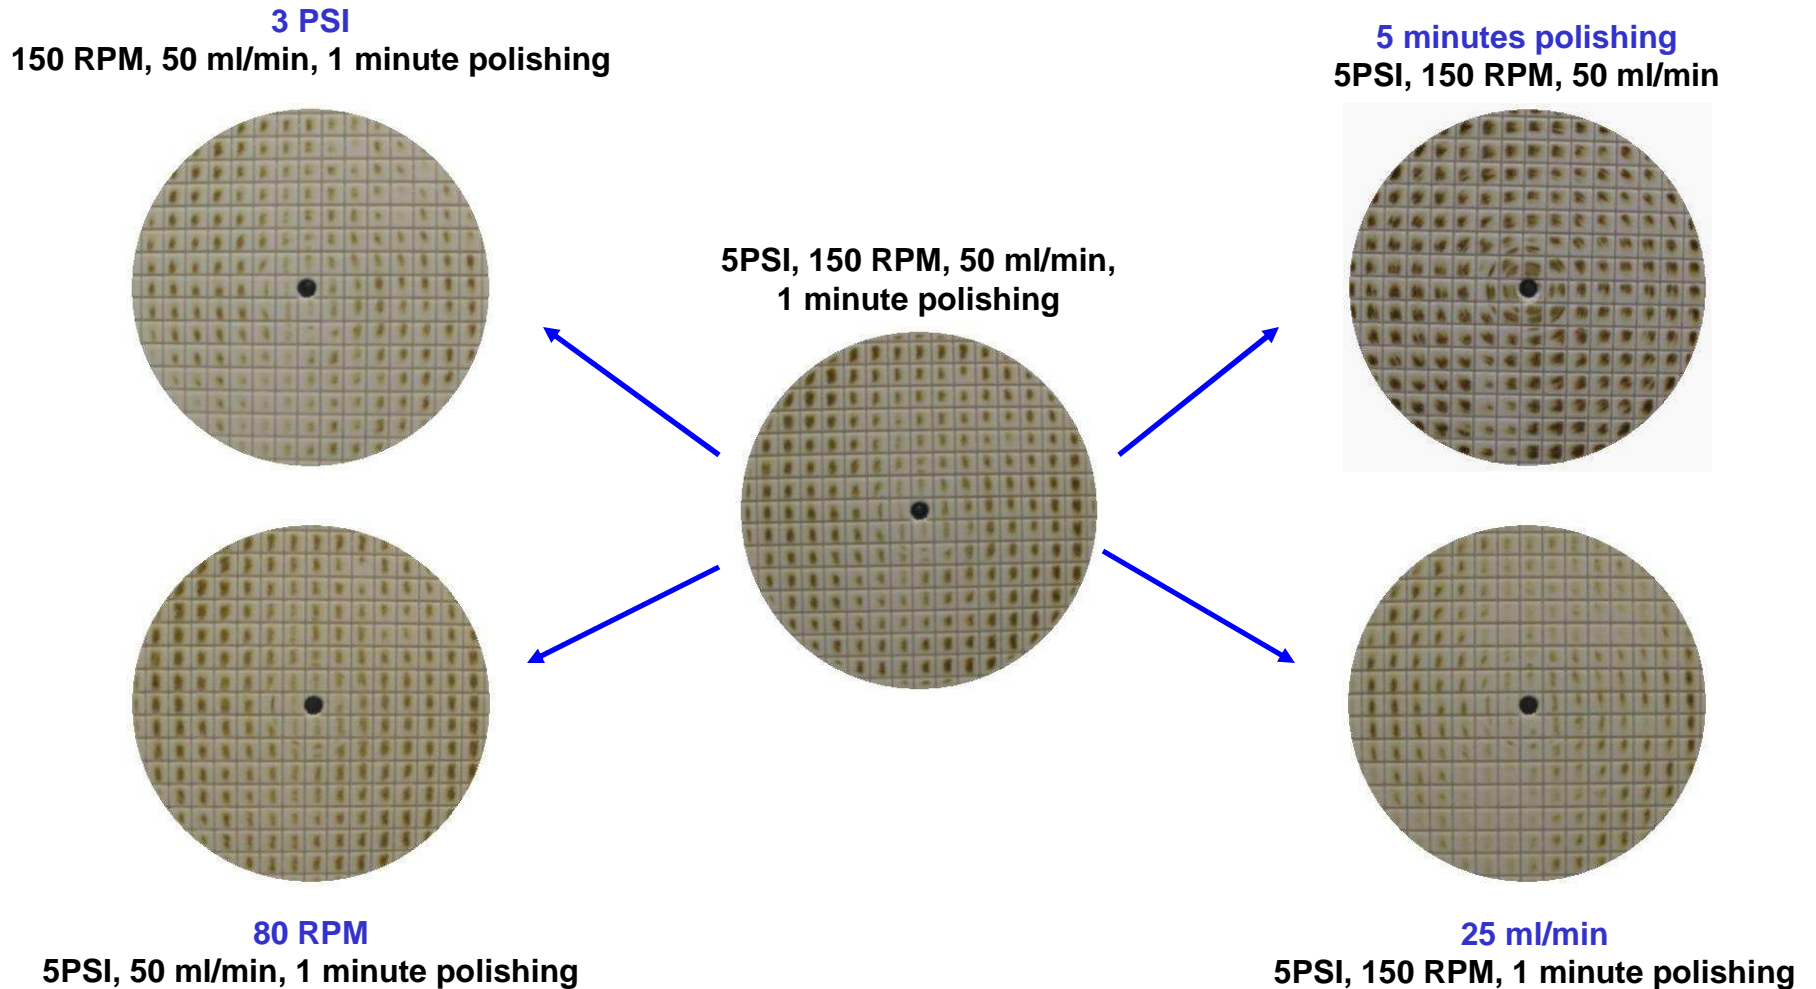 3 PSI
150 RPM, 50 ml/min, 1 minute polishing
5 minutes polishing
5PSI, 150 RPM, 50 ml/min
5PSI, 150 RPM, 50 ml/min,
1 minute polishing
80 RPM
5PSI, 50 ml/min, 1 minute polishing
25 ml/min
5PSI, 150 RPM, 1 minute polishing